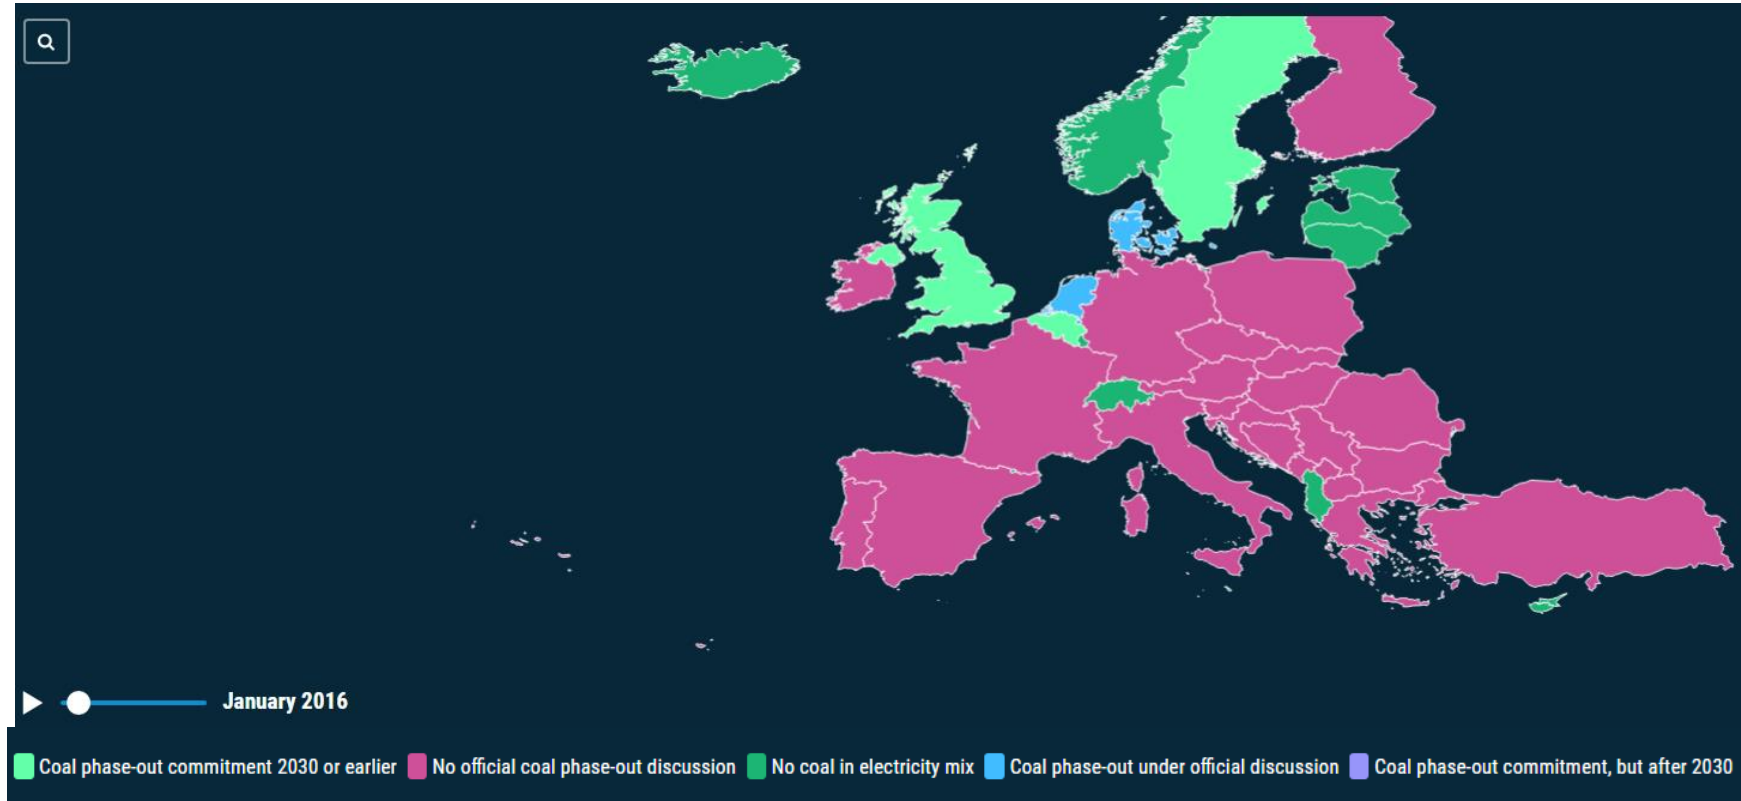 January 2016
Coal phase-out commitment 2030 or earlier No official coal phase-out discussion No coal in electricity mix Coal phase-out under official discussion Coal phase-out commitment, but after 2030